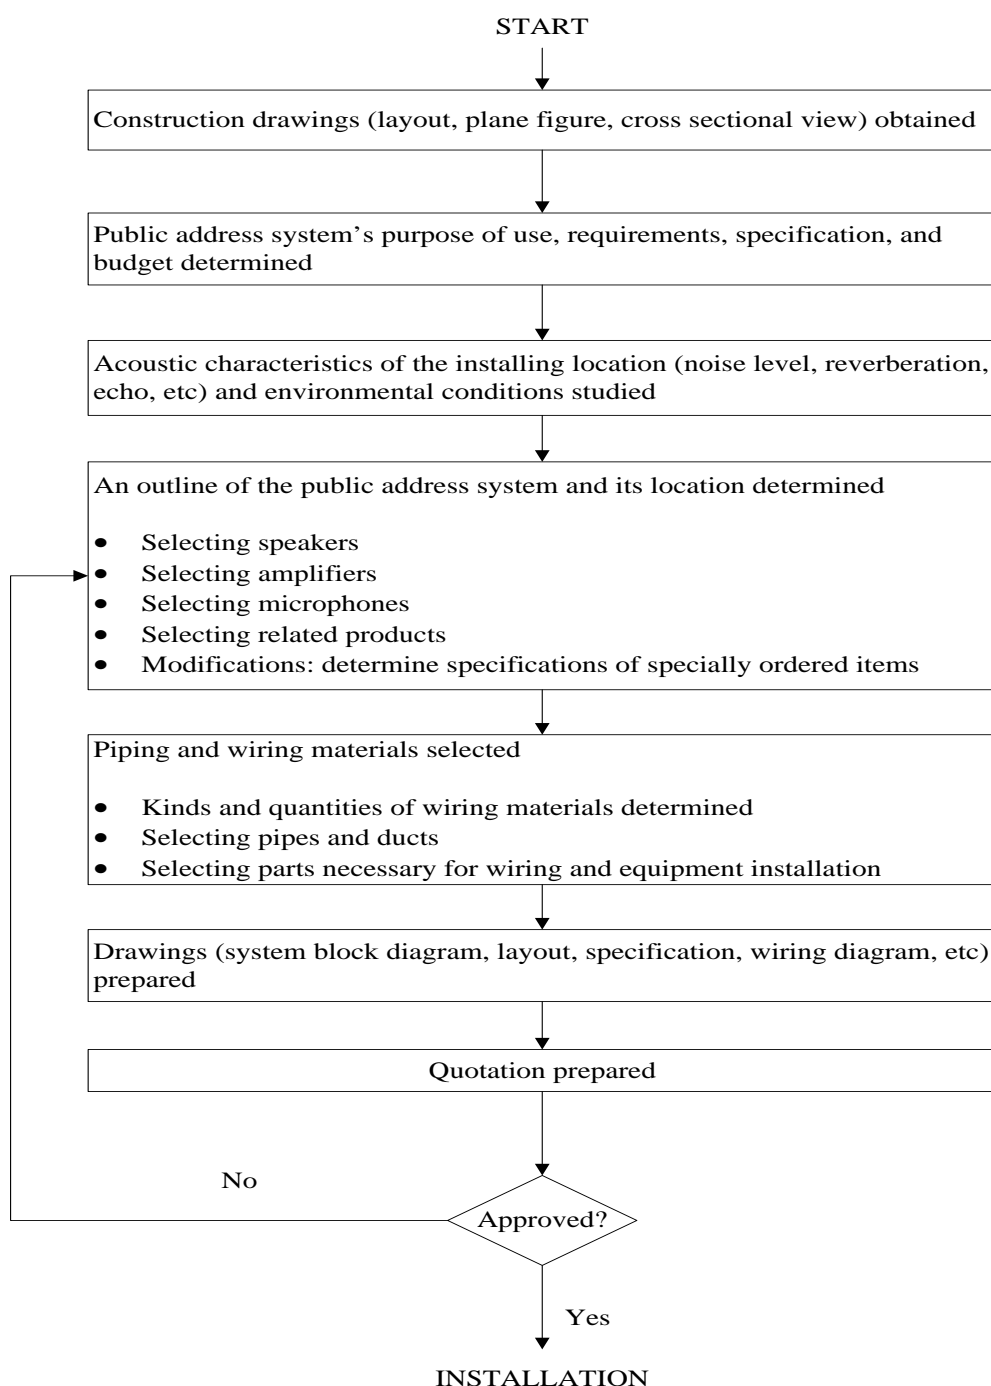 START
Construction drawings (layout, plane figure, cross sectional view) obtained
Public address system’s purpose of use, requirements, specification, and
budget determined
Acoustic characteristics of the installing location (noise level, reverberation,
echo, etc) and environmental conditions studied
An outline of the public address system and its location determined
• Selecting speakers
• Selecting amplifiers
• Selecting microphones
• Selecting related products
• Modifications: determine specifications of specially ordered items
Piping and wiring materials selected
• Kinds and quantities of wiring materials determined
• Selecting pipes and ducts
• Selecting parts necessary for wiring and equipment installation
Drawings (system block diagram, layout, specification, wiring diagram, etc)
prepared
Quotation prepared
No
Approved?
Yes
INSTALLATION